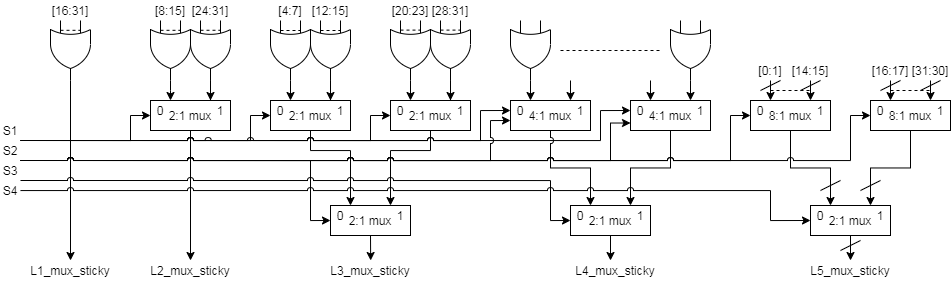 [16:31] [8:15] [24:31] [4:7] [12:15] [20:23] [28:31]
[0:1] [14:15] [16:17] [31:30]
0 2:1 mux 1 0 2:1 mux 1 0 2:1 mux 1 0 4:1 mux 1 0 4:1 mux 1 0 8:1 mux 1 0 8:1 mux 1
S1
S2
S3
S4
0 2:1 mux 1 0 2:1 mux 1 0 2:1 mux 1
L1_mux_sticky L2_mux_sticky L3_mux_sticky L4_mux_sticky L5_mux_sticky